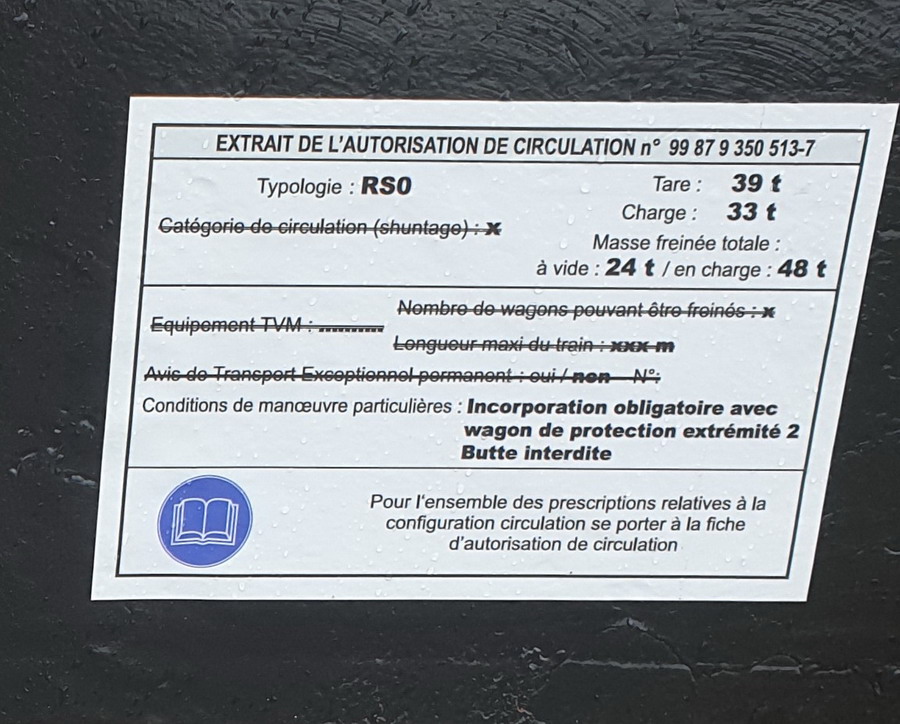 EXTRAIT DE L'AUTORISATION DE CIRCULATION n° 99 87 9 350 513-7
Typologie : RS0
Catégorie de circulation (shuntage) : x
Tare : 39 t
Charge : 33 t
Masse freinée totale :
à vide : 24 t / en charge : 48 t
Equipement TVM : ..........
Nombre de wagons pouvant être freinés : x
Longueur maxi du train : xxx m
Avis de Transport Exceptionnel permanent : oui / non N°:
Conditions de manœuvre particulières : Incorporation obligatoire avec
wagon de protection extrémité 2
Butte interdite
Pour l'ensemble des prescriptions relatives à la
configuration circulation se porter à la fiche
d'autorisation de circulation